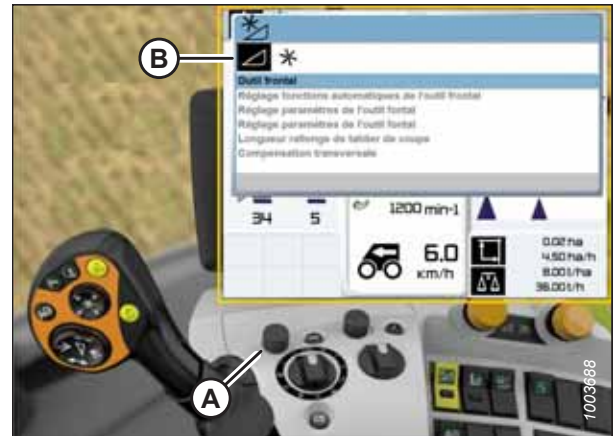 B
Outil frontal
Réglage fonctions automatiques de l'outil frontal
Réglage paramètres de l'outil fontal
Réglage paramètres de l'outil fontal
Longueur rallonge de tablier de coupe
Compensation transversale
34
5
1200 min-1
6.0
km/h
0.02 ha
4.50 ha/h
8.00 l/ha
36.00 l/h
A
1003688